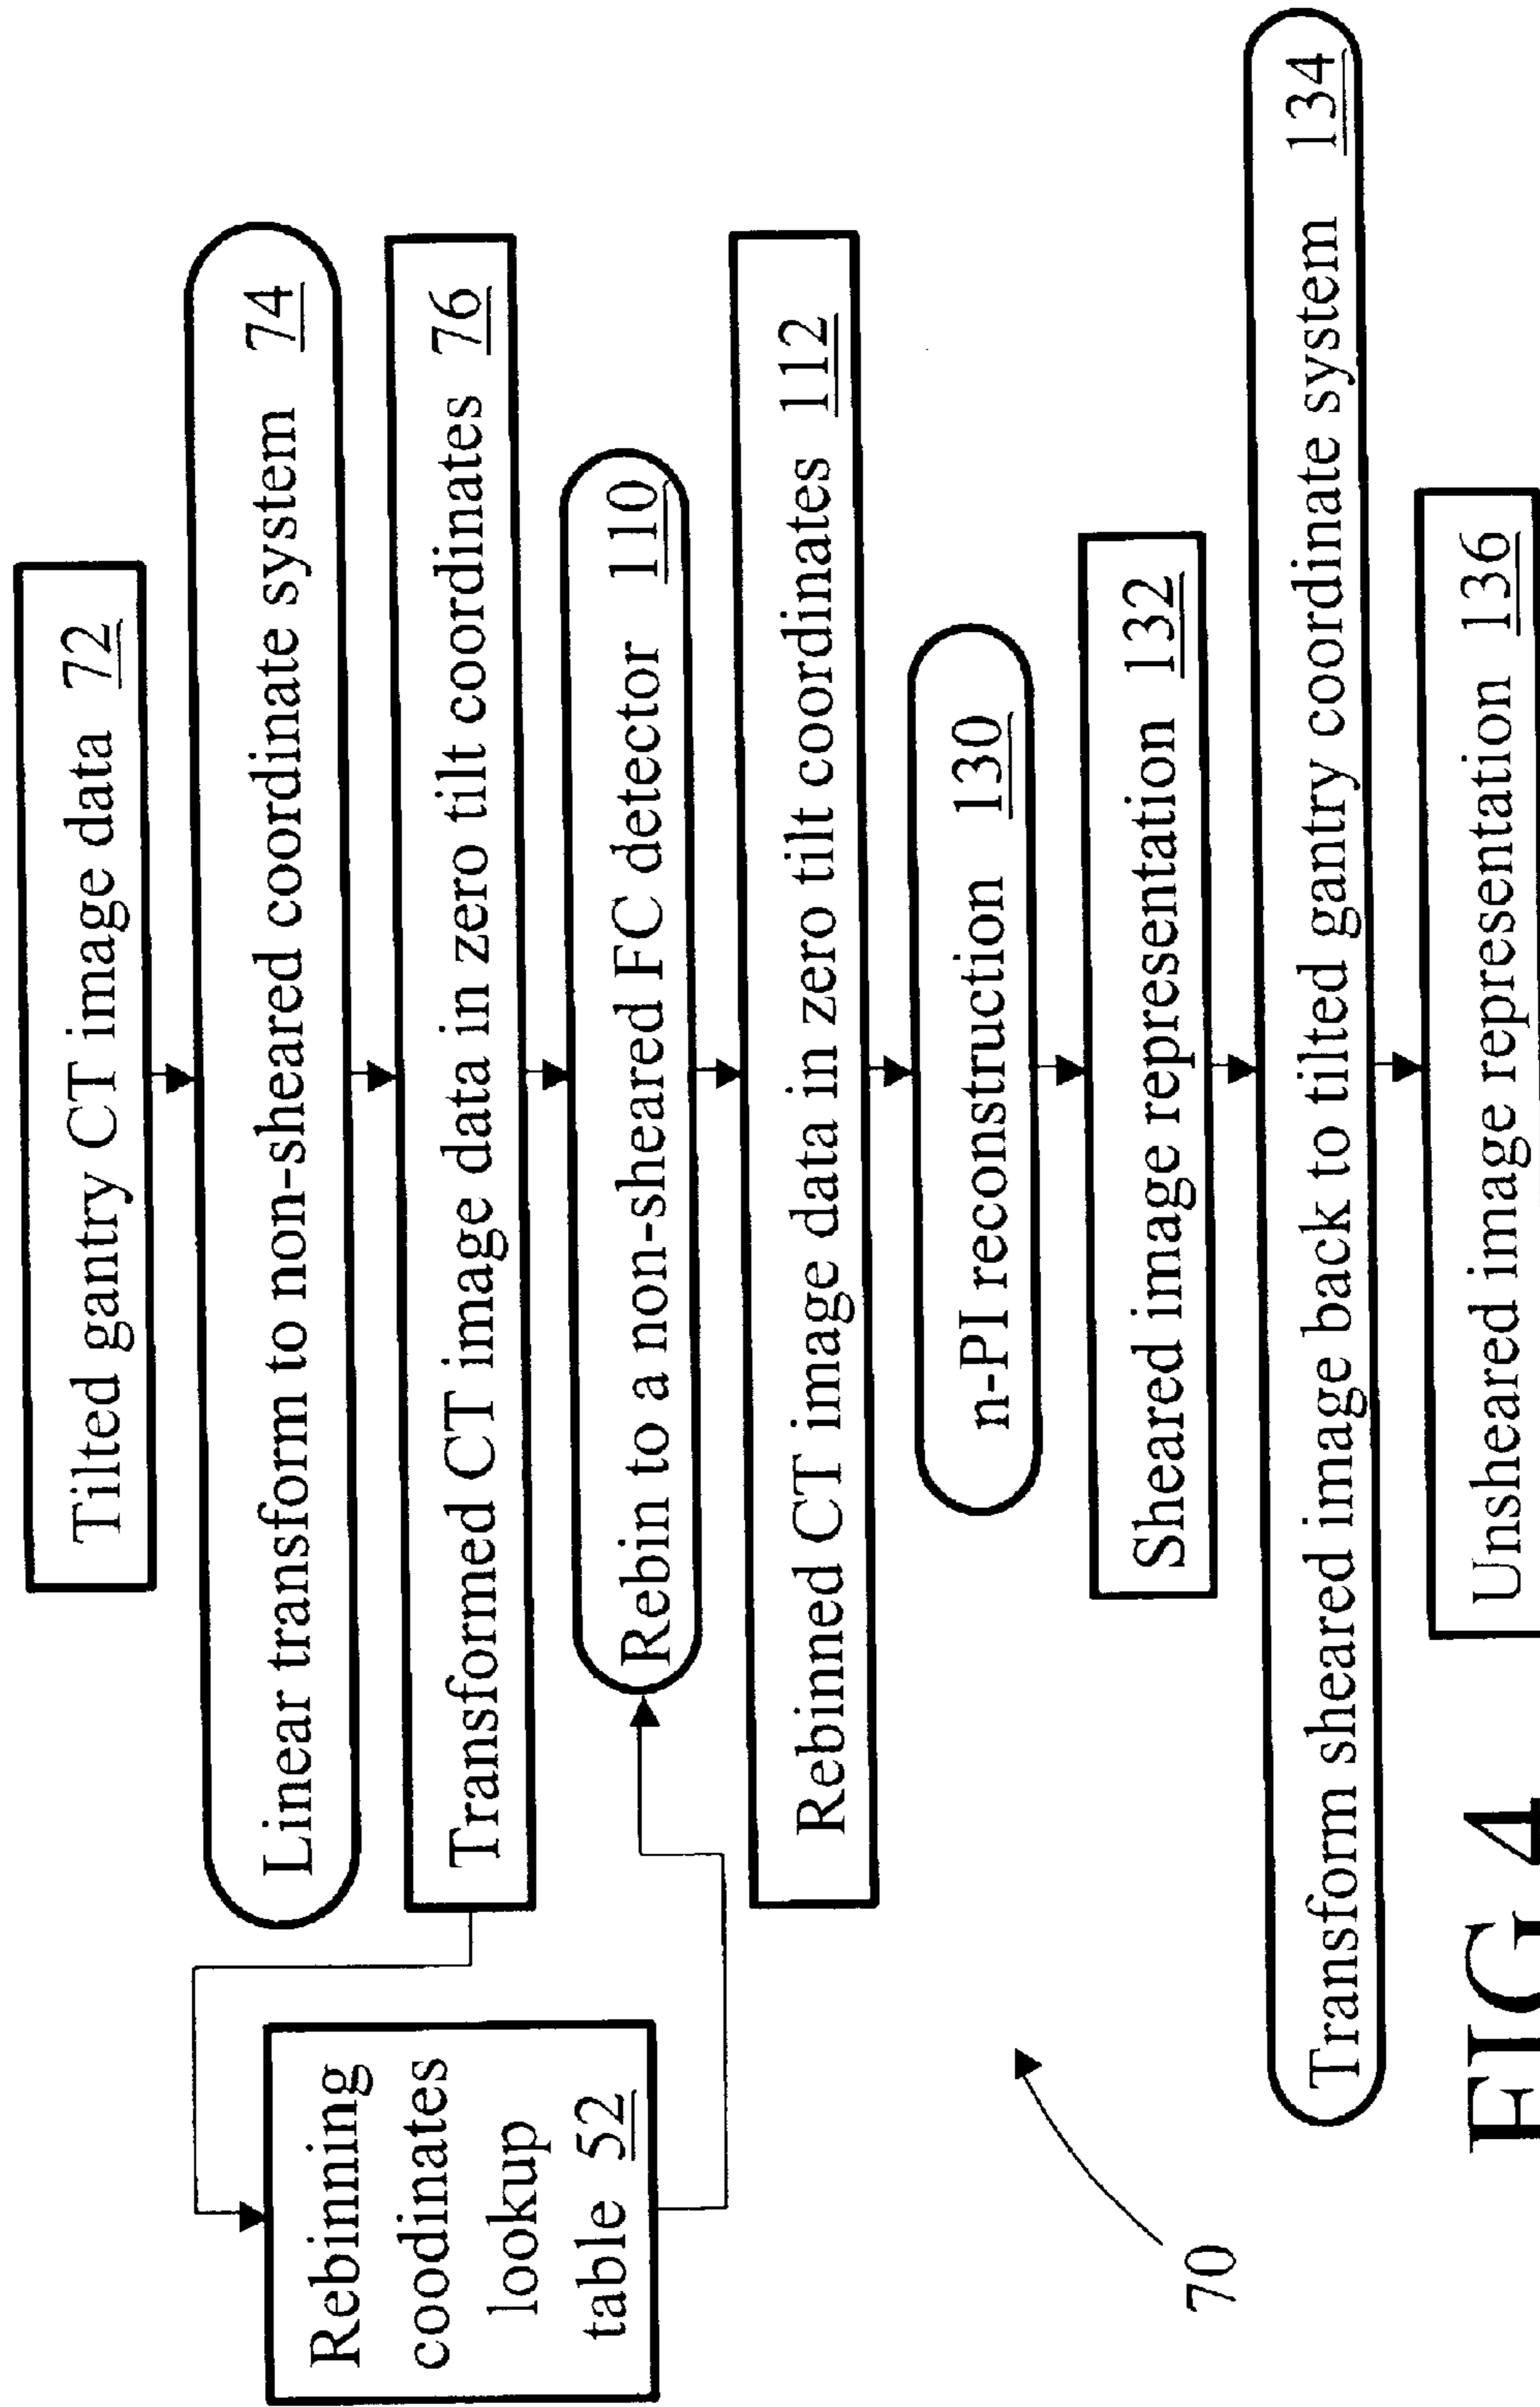 Tilted gantry CT image data 72
Linear transform to non-sheared coordinate system 74
Transformed CT image data in zero tilt coordinates 76
Rebinning
coodinates
lookup
table 52
Rebin to a non-sheared FC detector 110
Rebinned CT image data in zero tilt coordinates 112
n-PI reconstruction 130
Sheared image representation 132
70
Transform sheared image back to tilted gantry coordinate system 134
Unsheared image representation 136
FIG 4